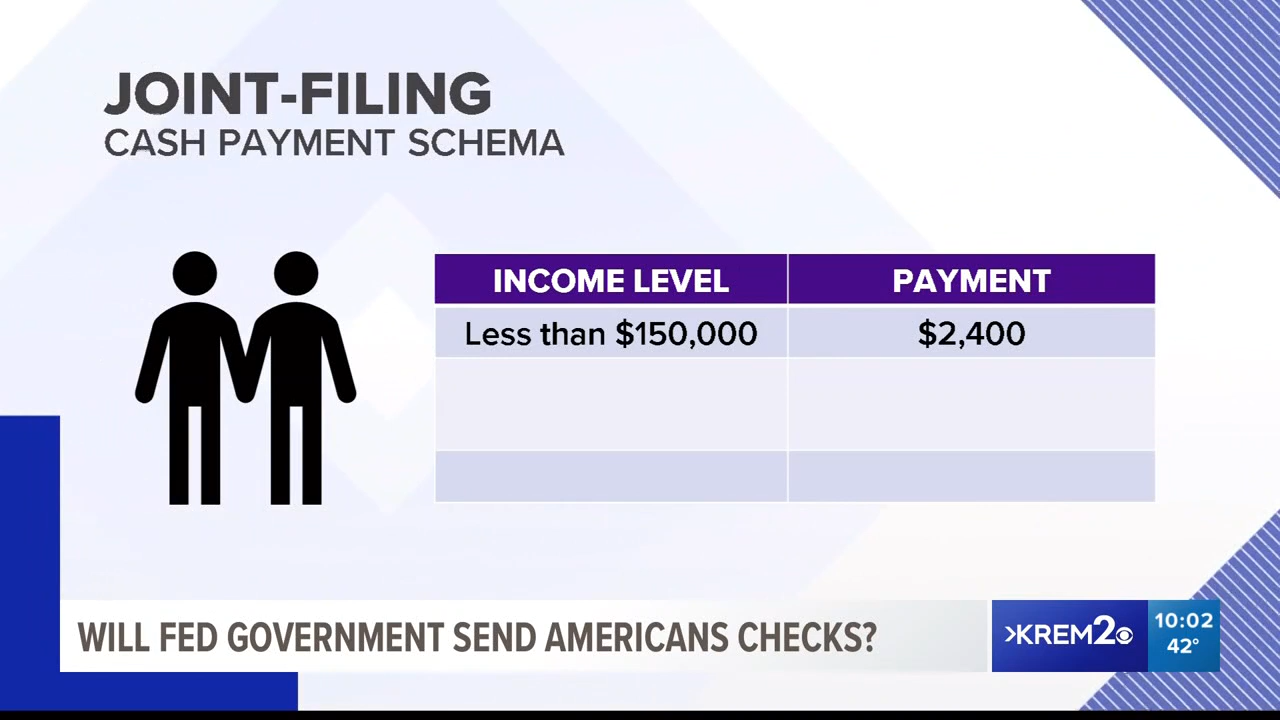 JOINT-FILING
CASH PAYMENT SCHEMA
INCOME LEVEL PAYMENT
Less than $150,000 $2,400
WILL FED GOVERNMENT SEND AMERICANS CHECKS?
KREM2
10:02
42°